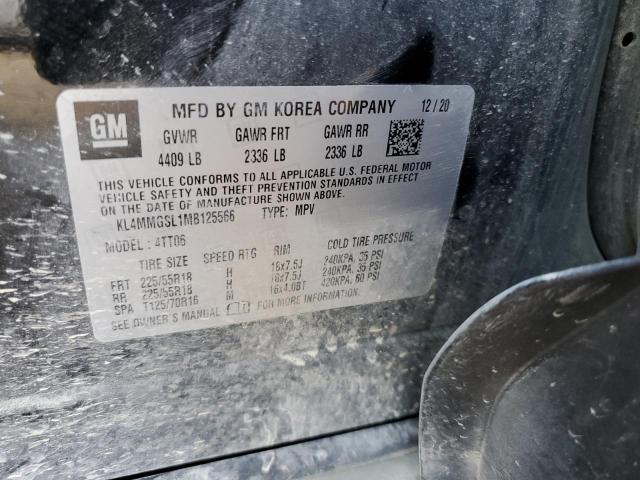 GM MFD BY GM KOREA COMPANY 12/20
GVWR GAWR FRT GAWR RR
4409 LB 2336 LB 2336 LB
THIS VEHICLE CONFORMS TO ALL APPLICABLE U.S. FEDERAL MOTOR
VEHICLE SAFETY AND THEFT PREVENTION STANDARDS IN EFFECT
ON THE DATE OF MANUFACTURE SHOWN ABOVE.
KL4MMGSL1MB125566 TYPE: MPV
MODEL: 4TT06
TIRE SIZE SPEED RTG RIM COLD TIRE PRESSURE
FRT 225/55R18 H 18x7.5J 240KPA, 35 PSI
RR 225/55R18 H 18x7.5J 240KPA, 35 PSI
SPA T125/70R16 M 16x4.0BT 420KPA, 60 PSI
SEE OWNER'S MANUAL FOR MORE INFORMATION.